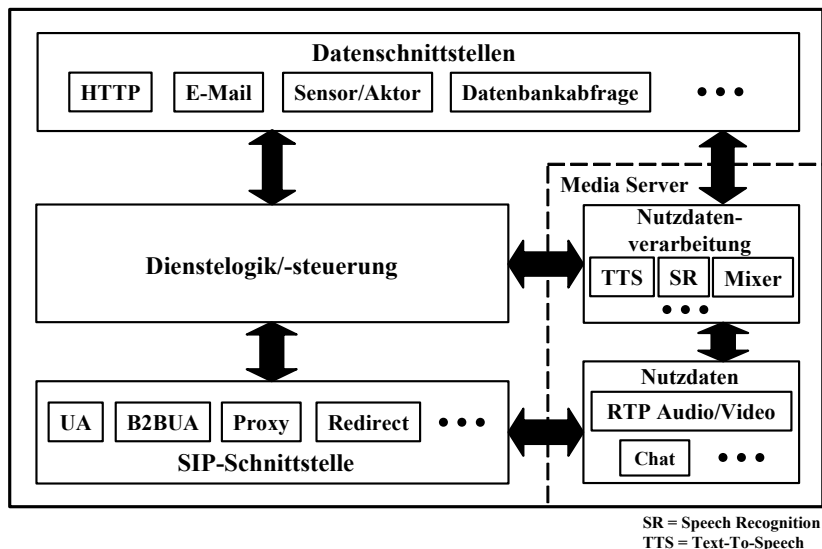 Datenschnittstellen
HTTP E-Mail Sensor/Aktor Datenbankabfrage • • •
Media Server
Dienstelogik/-steuerung
Nutzdaten-
verarbeitung
TTS SR Mixer
• • •
UA B2BUA Proxy Redirect • • •
SIP-Schnittstelle
Nutzdaten
RTP Audio/Video
Chat • • •
SR = Speech Recognition
TTS = Text-To-Speech